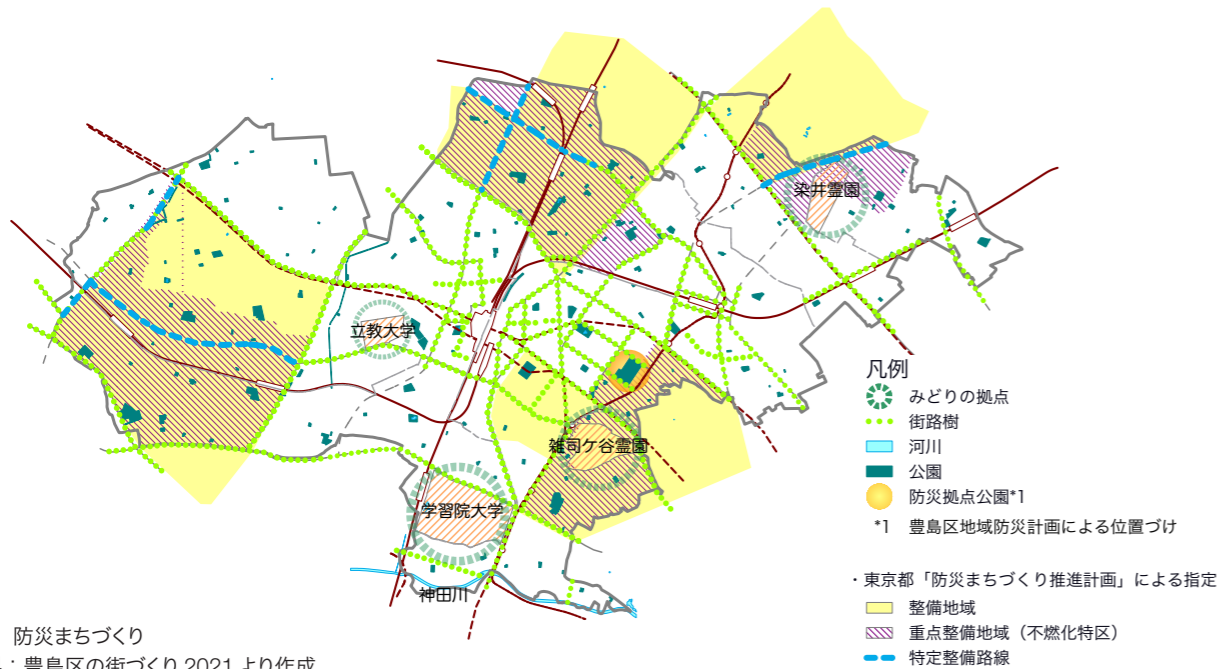 染井霊園
立教大学
雑司ケ谷霊園
学習院大学
神田川
凡例
みどりの拠点
街路樹
河川
公園
防災拠点公園*1
*1 豊島区地域防災計画による位置づけ
・東京都「防災まちづくり推進計画」による指定
整備地域
重点整備地域（不燃化特区）
特定整備路線
防災まちづくり
：豊島区の街づくり 2021 より作成